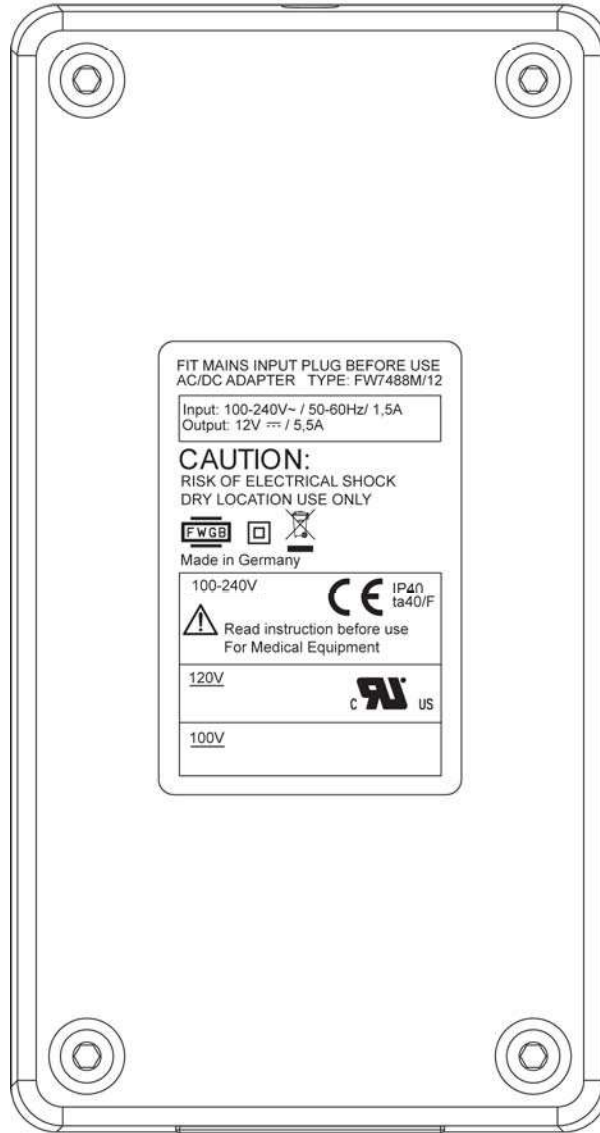 FIT MAINS INPUT PLUG BEFORE USE
AC/DC ADAPTER TYPE: FW7488M/12
Input: 100-240V~ / 50-60Hz/ 1,5A
Output: 12V ⎓ / 5,5A
CAUTION:
RISK OF ELECTRICAL SHOCK
DRY LOCATION USE ONLY
FWGB
Made in Germany
100-240V
CE
IP40
ta40/F
Read instruction before use
For Medical Equipment
120V
C RU US
100V